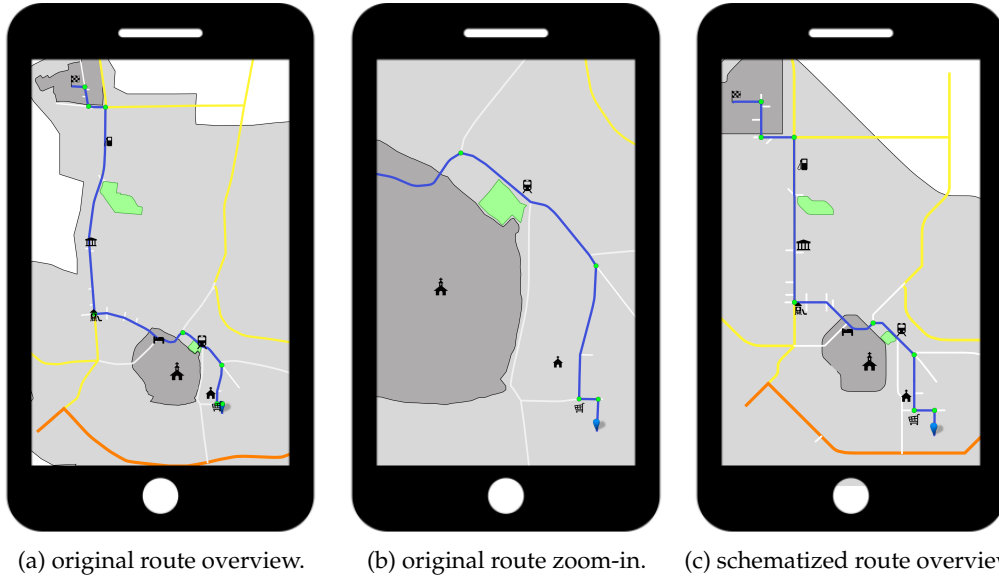 (a) original route overview.
(b) original route zoom-in.
(c) schematized route overview